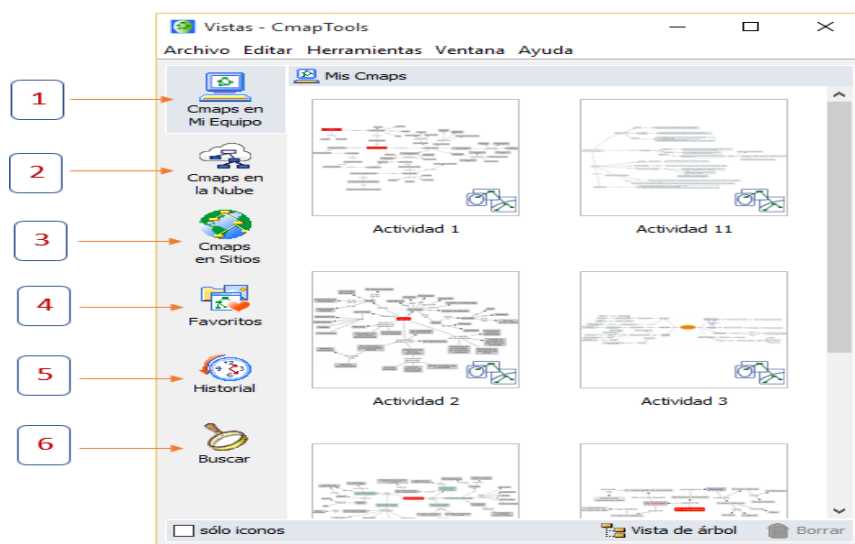 Vistas - CmapTools
Archivo Editar Herramientas Ventana Ayuda
Mis Cmaps
1
Cmaps en
Mi Equipo
2
Cmaps en
la Nube
3
Cmaps
en Sitios
4
Favoritos
5
Historial
6
Buscar
Actividad 1
Actividad 11
Actividad 2
Actividad 3
sólo iconos
Vista de árbol
Borrar